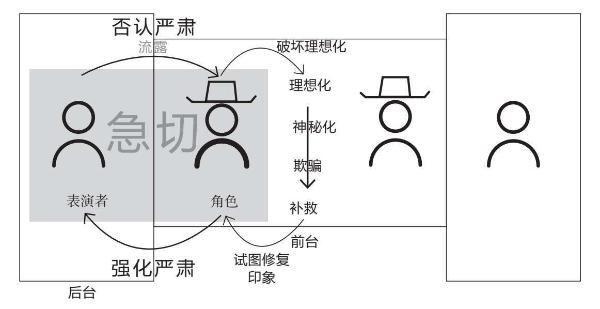 否认严肃
流露
破坏理想化
理想化
急切
神秘化
欺骗
表演者
角色
补救
前台
强化严肃
试图修复
印象
后台